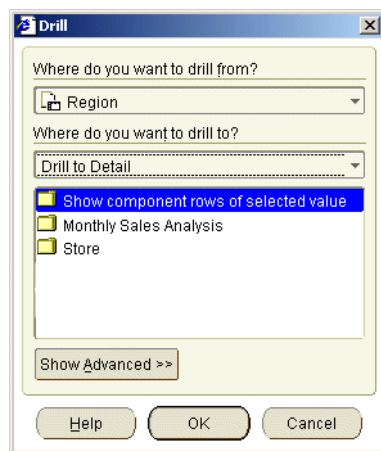 Drill
Where do you want to drill from?
Region
Where do you want to drill to?
Drill to Detail
Show component rows of selected value
Monthly Sales Analysis
Store
Show Advanced >>
Help OK Cancel